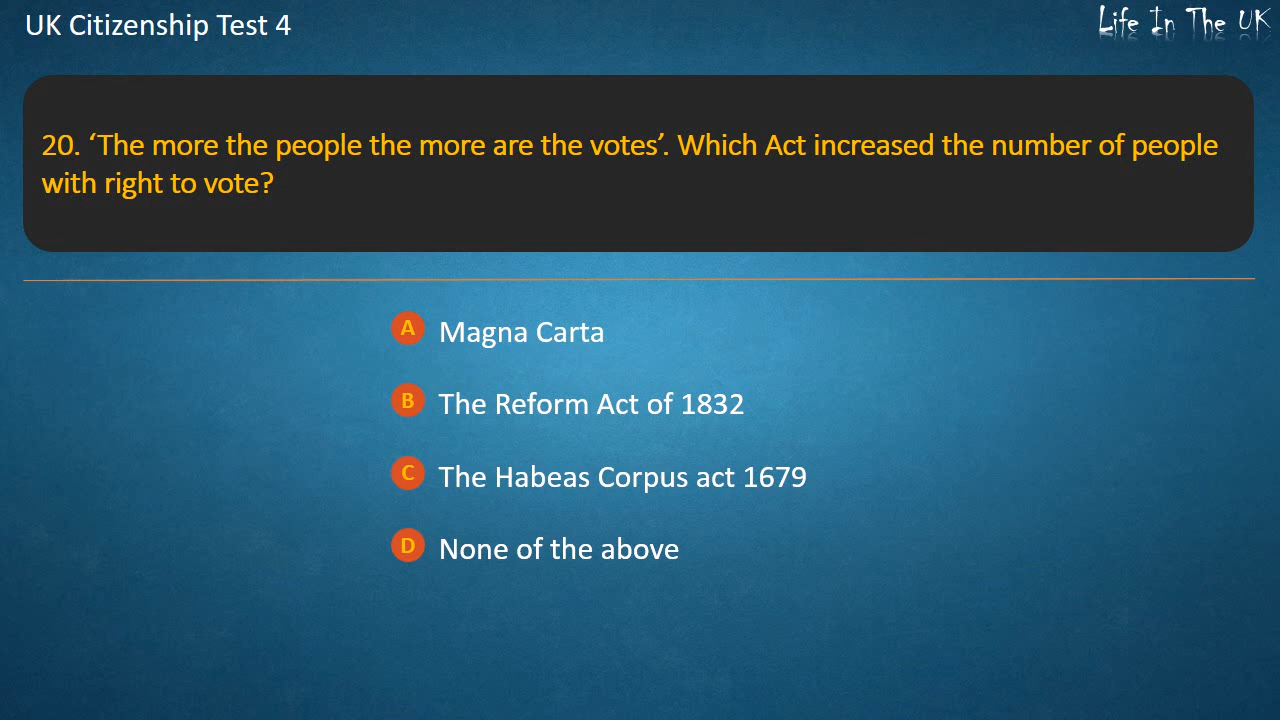 UK Citizenship Test 4
Life In The UK
20. ‘The more the people the more are the votes’. Which Act increased the number of people
with right to vote?
A Magna Carta
B The Reform Act of 1832
C The Habeas Corpus act 1679
D None of the above